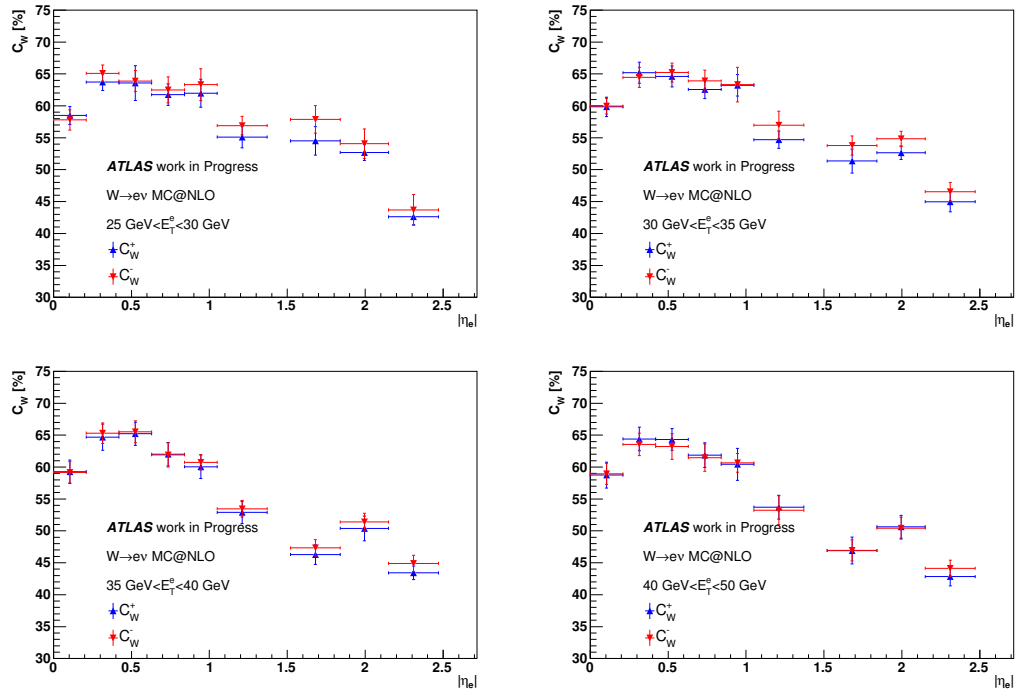 C_W [%]
75
70
65
60
55
50
45
40
35
30
ATLAS work in Progress
W→eν MC@NLO
25 GeV<E_T^e<30 GeV
C_W^+
C_W^-
0 0.5 1 1.5 2 2.5
|η_e|
C_W [%]
75
70
65
60
55
50
45
40
35
30
ATLAS work in Progress
W→eν MC@NLO
30 GeV<E_T^e<35 GeV
C_W^+
C_W^-
0 0.5 1 1.5 2 2.5
|η_e|
C_W [%]
75
70
65
60
55
50
45
40
35
30
ATLAS work in Progress
W→eν MC@NLO
35 GeV<E_T^e<40 GeV
C_W^+
C_W^-
0 0.5 1 1.5 2 2.5
|η_e|
C_W [%]
75
70
65
60
55
50
45
40
35
30
ATLAS work in Progress
W→eν MC@NLO
40 GeV<E_T^e<50 GeV
C_W^+
C_W^-
0 0.5 1 1.5 2 2.5
|η_e|